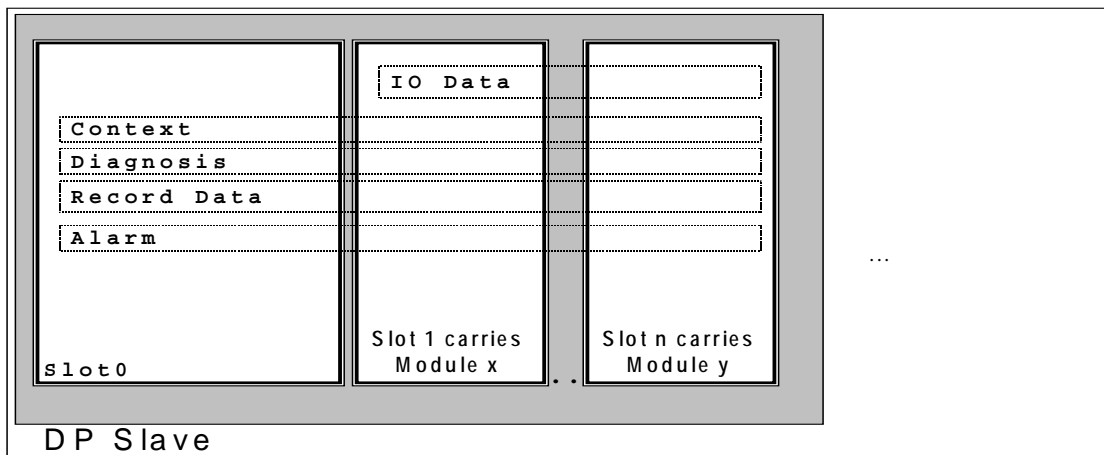 IO Data
Context
Diagnosis
Record Data
Alarm
...
Slot 1 carries
Module x
Slot n carries
Module y
Slot0
..
DP Slave